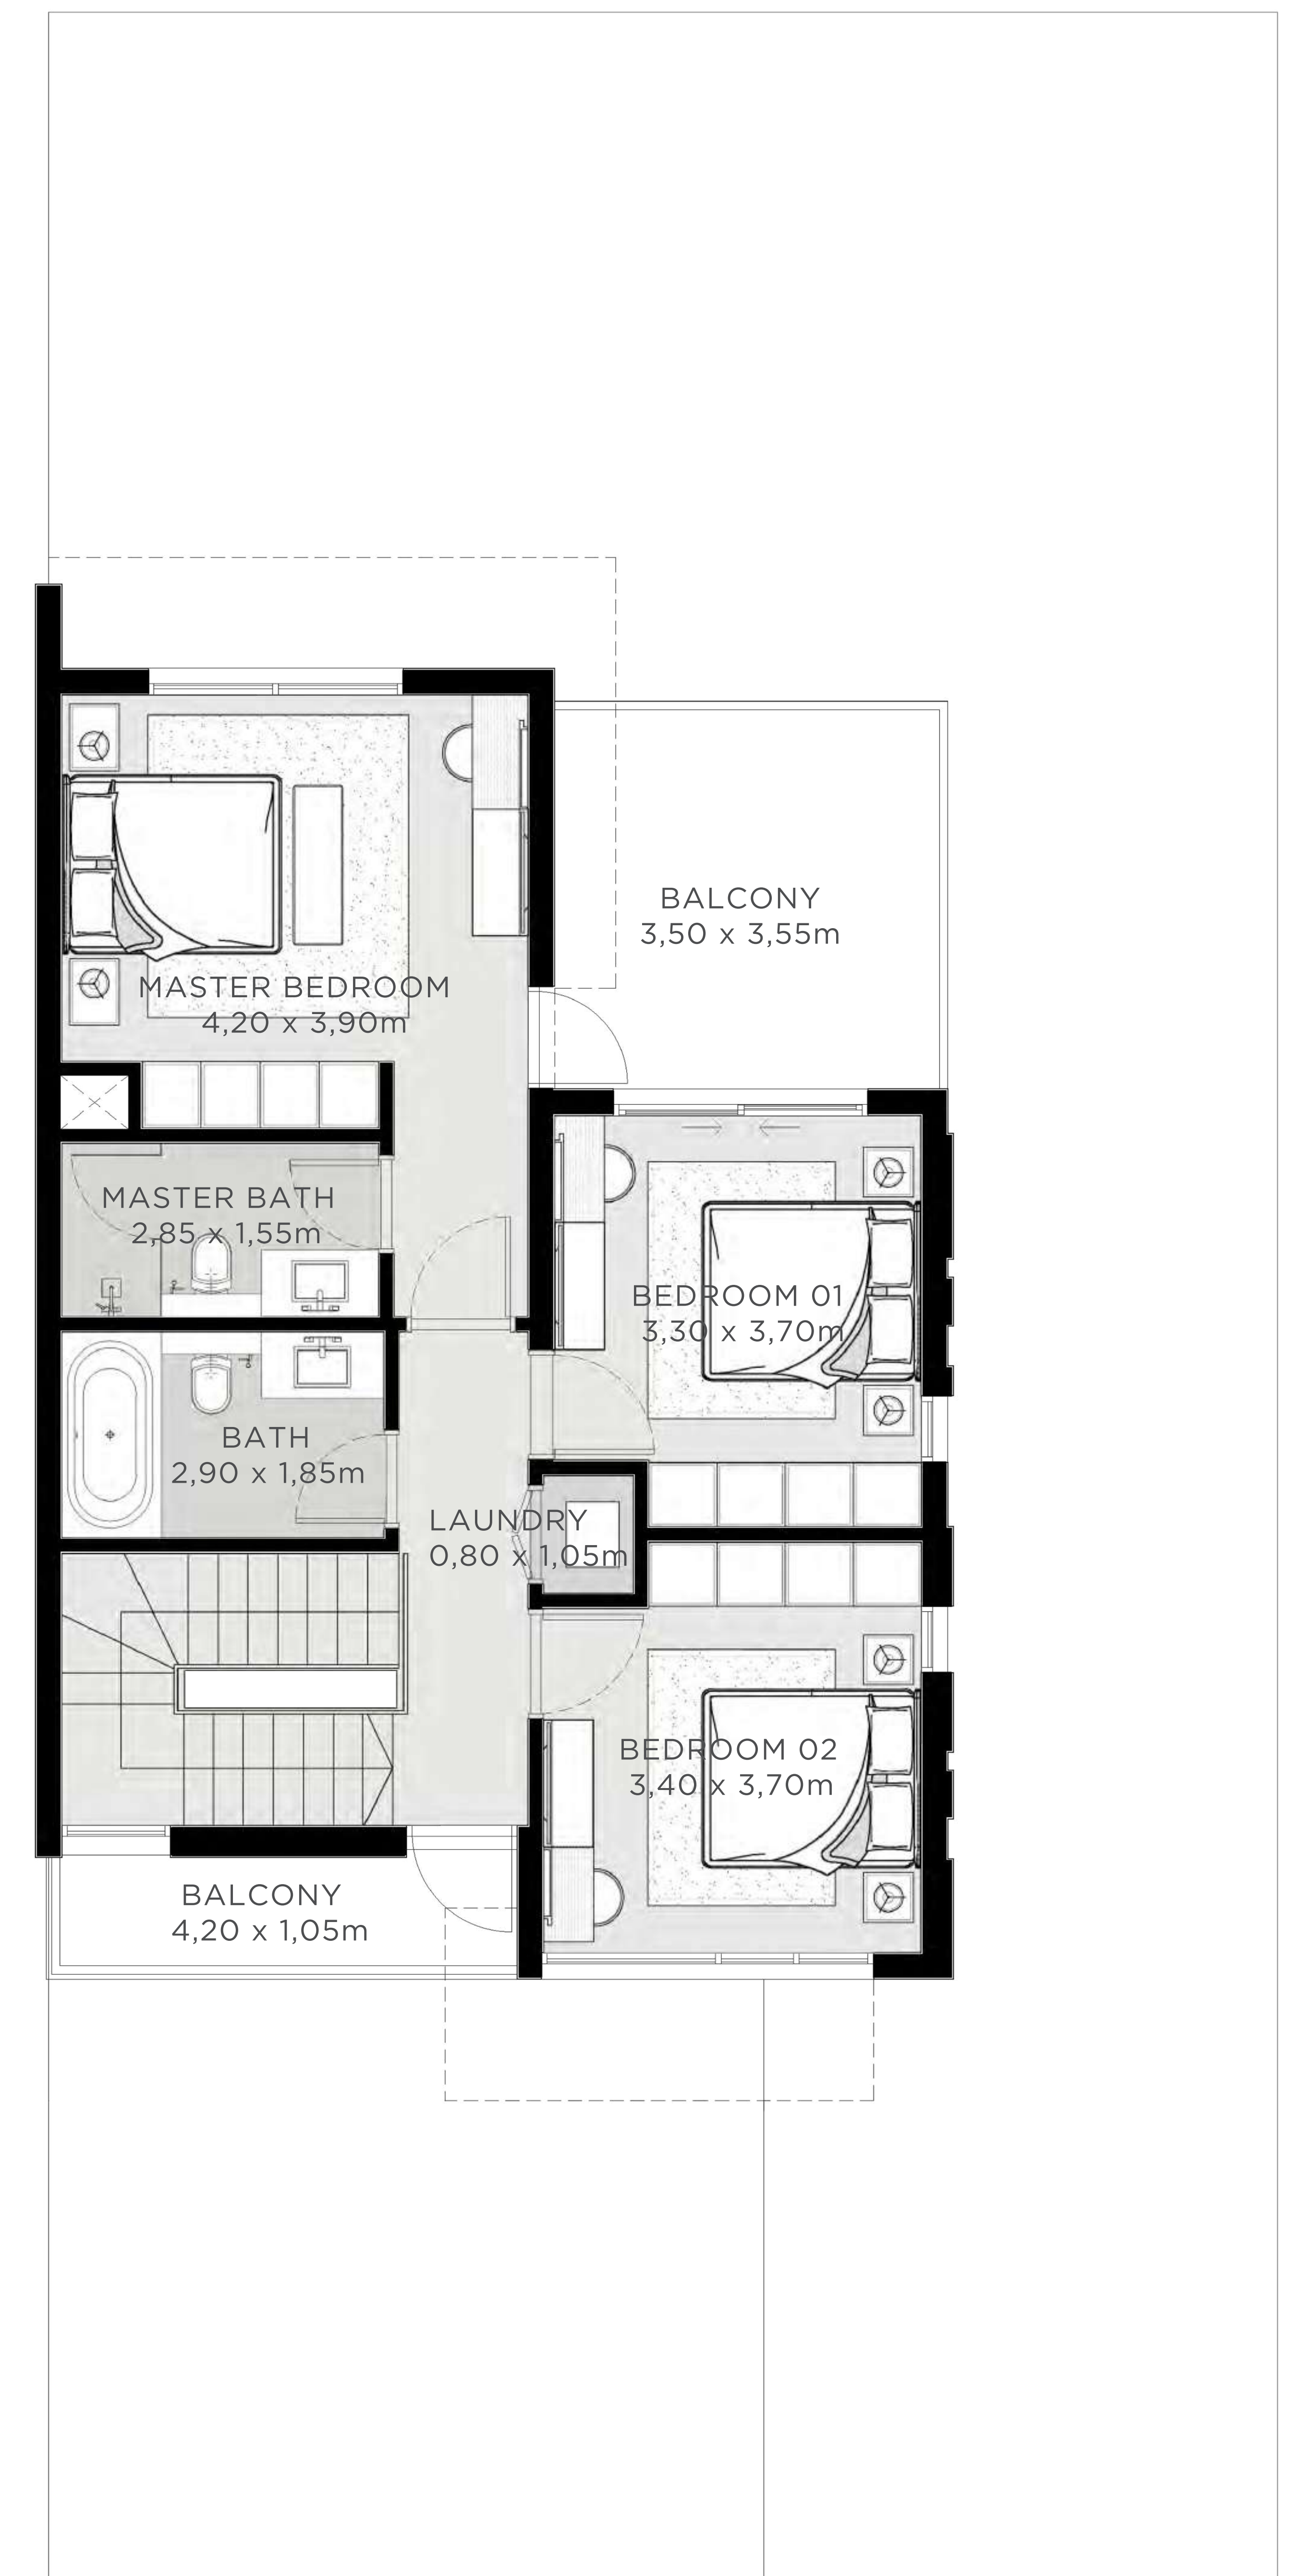 BALCONY
3,50 x 3,55m
MASTER BEDROOM
4,20 x 3,90m
MASTER BATH
2,85 x 1,55m
BEDROOM 01
3,30 x 3,70m
BATH
2,90 x 1,85m
LAUNDRY
0,80 x 1,05m
BEDROOM 02
3,40 x 3,70m
BALCONY
4,20 x 1,05m